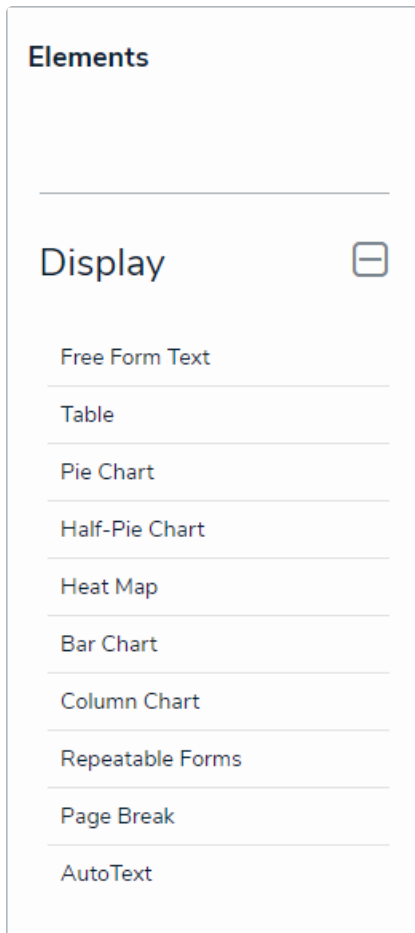 Elements
Display
Free Form Text
Table
Pie Chart
Half-Pie Chart
Heat Map
Bar Chart
Column Chart
Repeatable Forms
Page Break
AutoText